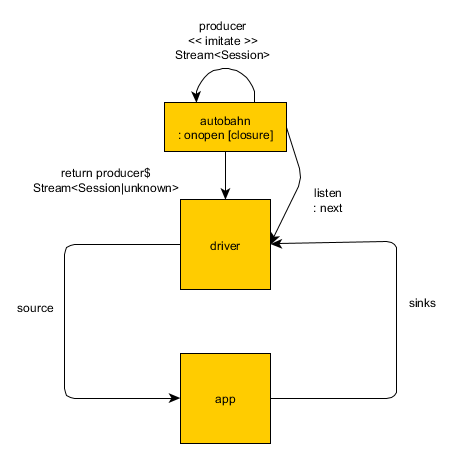 producer
<< imitate >>
Stream<Session>
autobahn
: onopen [closure]
return producer$
Stream<Session|unknown>
listen
: next
driver
source
sinks
app